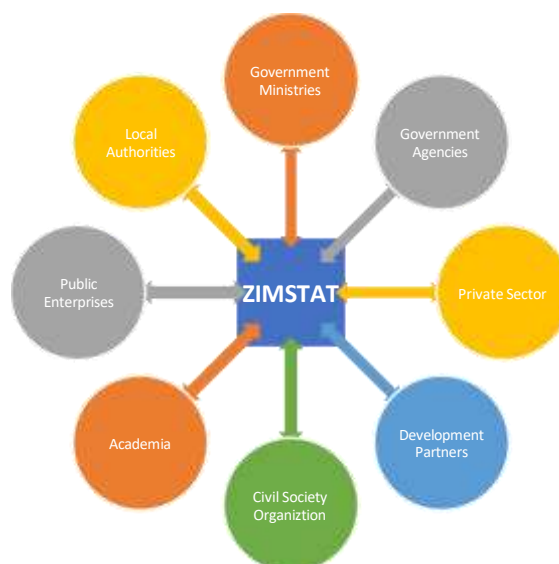 Government
Ministries
Local
Authorities
Government
Agencies
Public
Enterprises
ZIMSTAT
Private Sector
Academia
Development
Partners
Civil Society
Organiztion